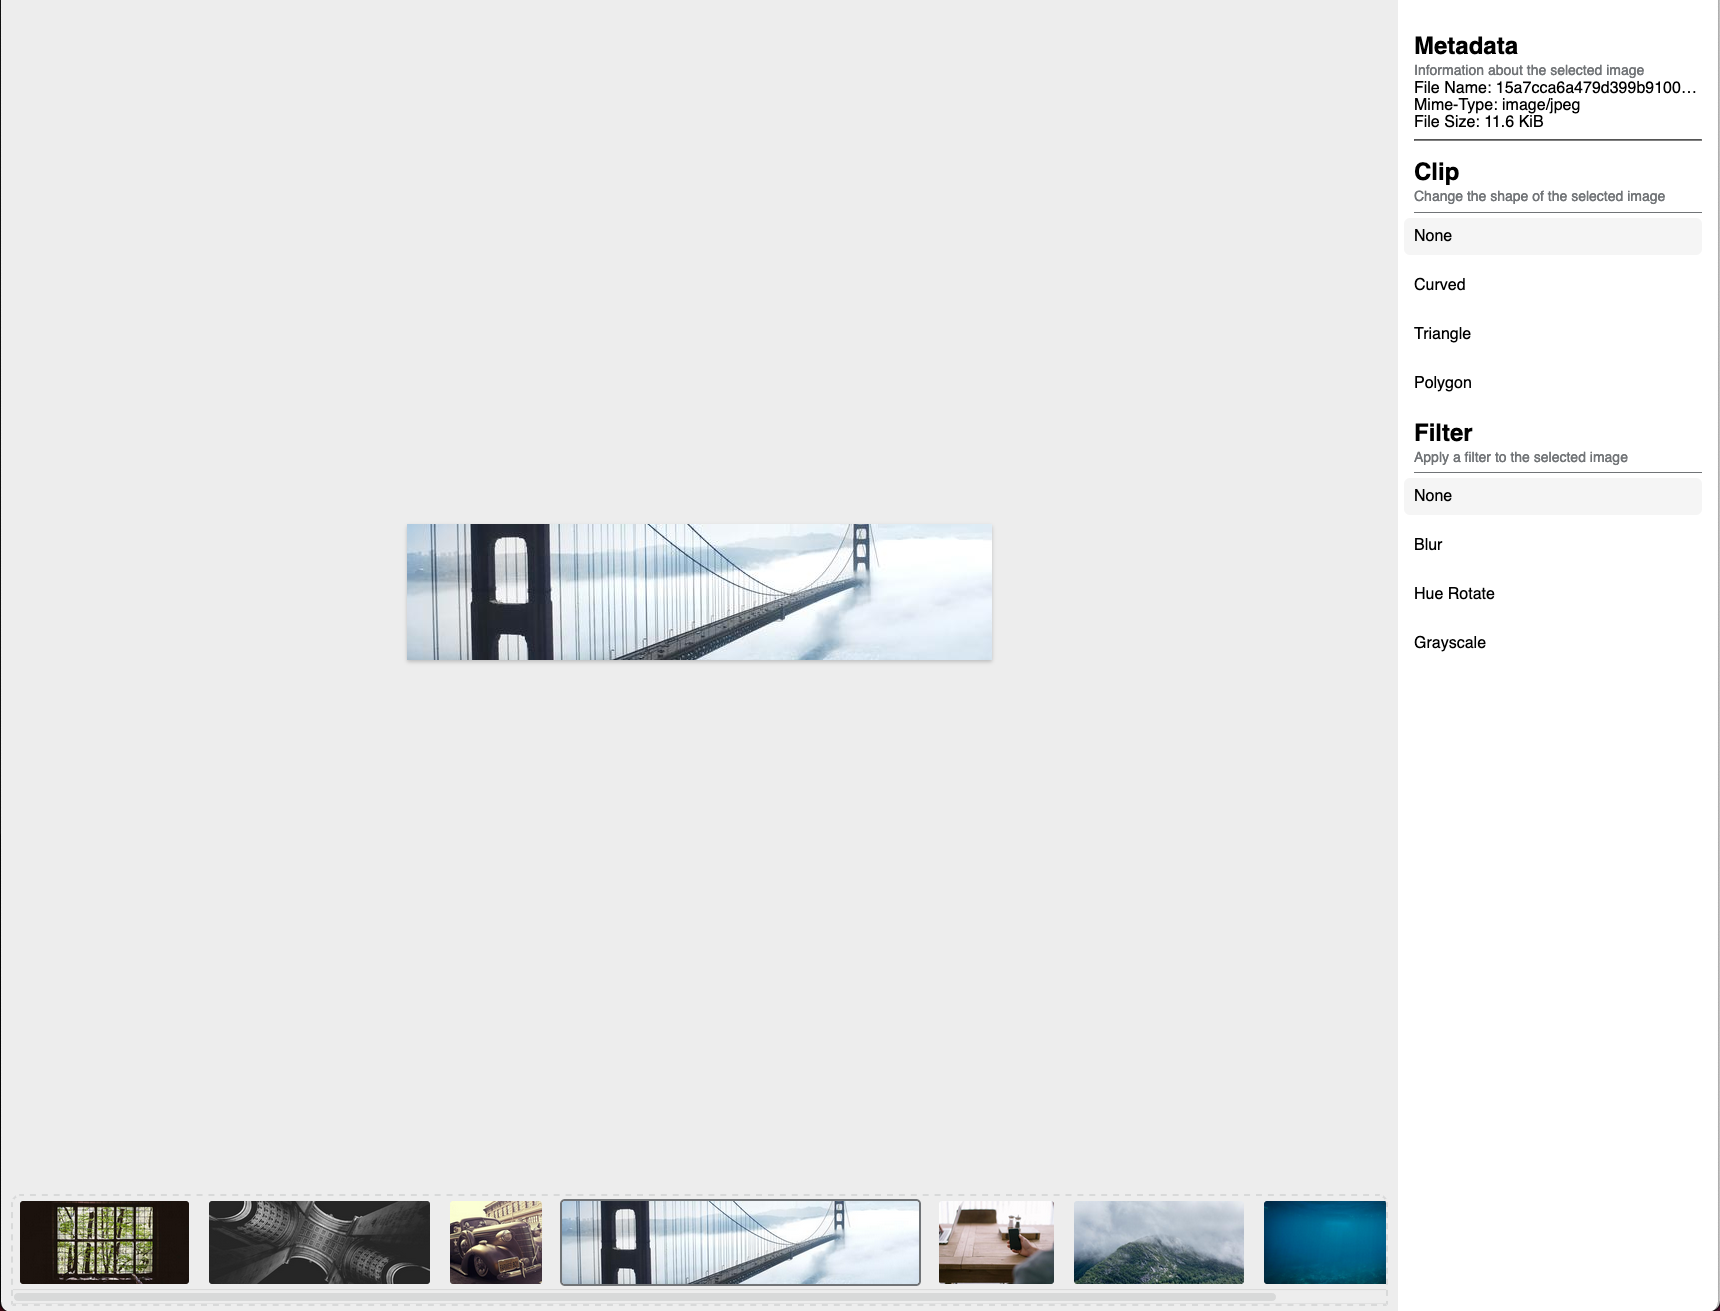 Metadata
Information about the selected image
File Name: 15a7cca6a479d399b9100…
Mime-Type: image/jpeg
File Size: 11.6 KiB
Clip
Change the shape of the selected image
None
Curved
Triangle
Polygon
Filter
Apply a filter to the selected image
None
Blur
Hue Rotate
Grayscale